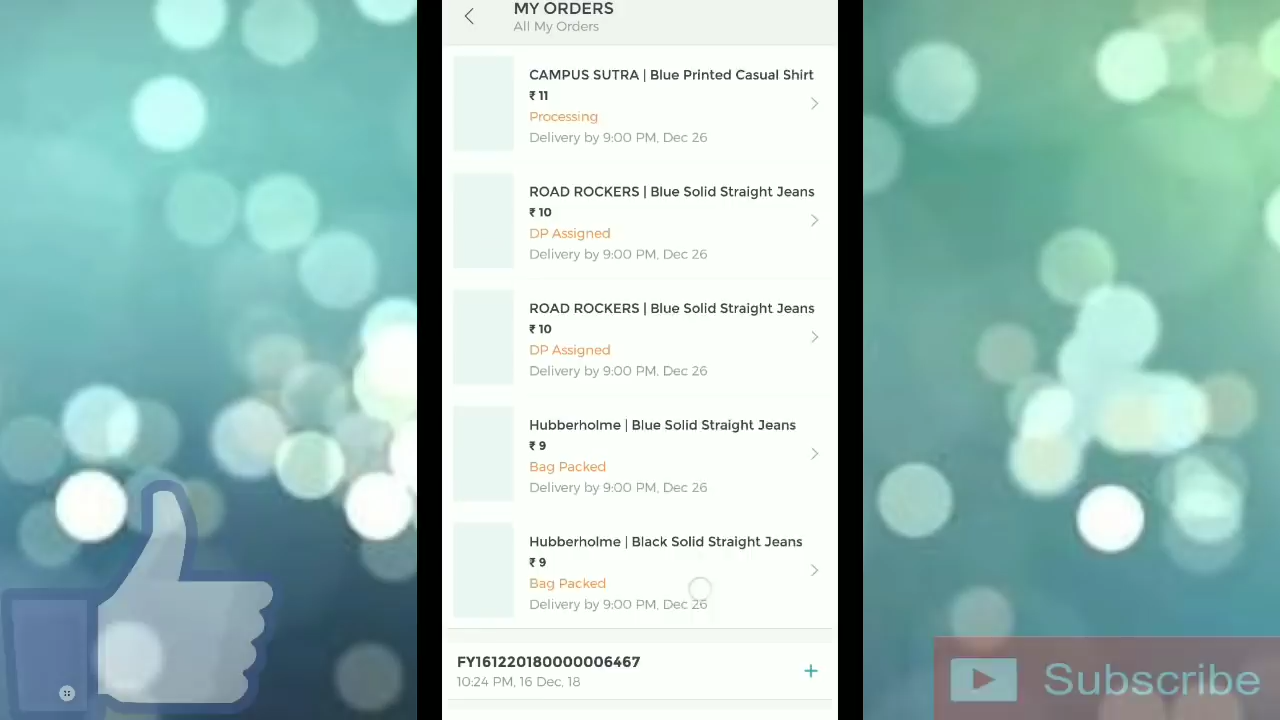 MY ORDERS
All My Orders
CAMPUS SUTRA | Blue Printed Casual Shirt
₹ 11
Processing
Delivery by 9:00 PM, Dec 26
ROAD ROCKERS | Blue Solid Straight Jeans
₹ 10
DP Assigned
Delivery by 9:00 PM, Dec 26
ROAD ROCKERS | Blue Solid Straight Jeans
₹ 10
DP Assigned
Delivery by 9:00 PM, Dec 26
Hubberholme | Blue Solid Straight Jeans
₹ 9
Bag Packed
Delivery by 9:00 PM, Dec 26
Hubberholme | Black Solid Straight Jeans
₹ 9
Bag Packed
Delivery by 9:00 PM, Dec 26
FY161220180000006467
10:24 PM, 16 Dec, 18
Subscribe